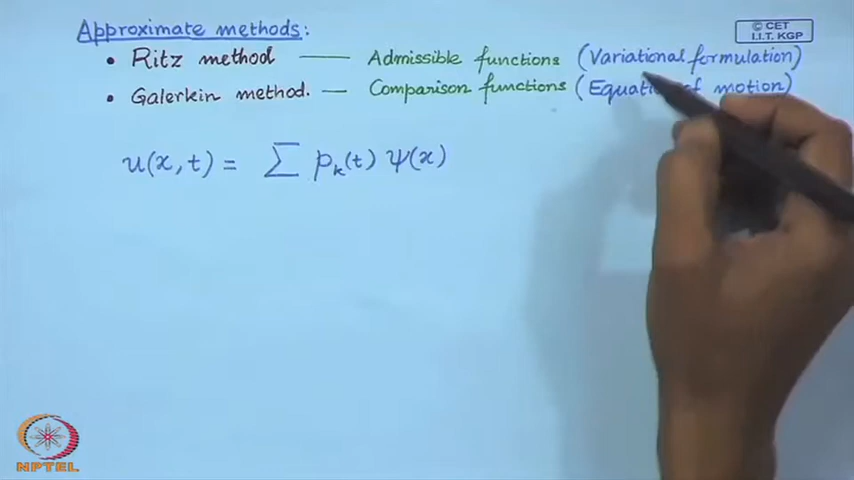 Approximate methods:
© CET
I.I.T. KGP
• Ritz method — Admissible functions (Variational formulation)
• Galerkin method. — Comparison functions (Equation of motion)
u(x,t) = Σ pₖ(t) ψ(x)
NPTEL